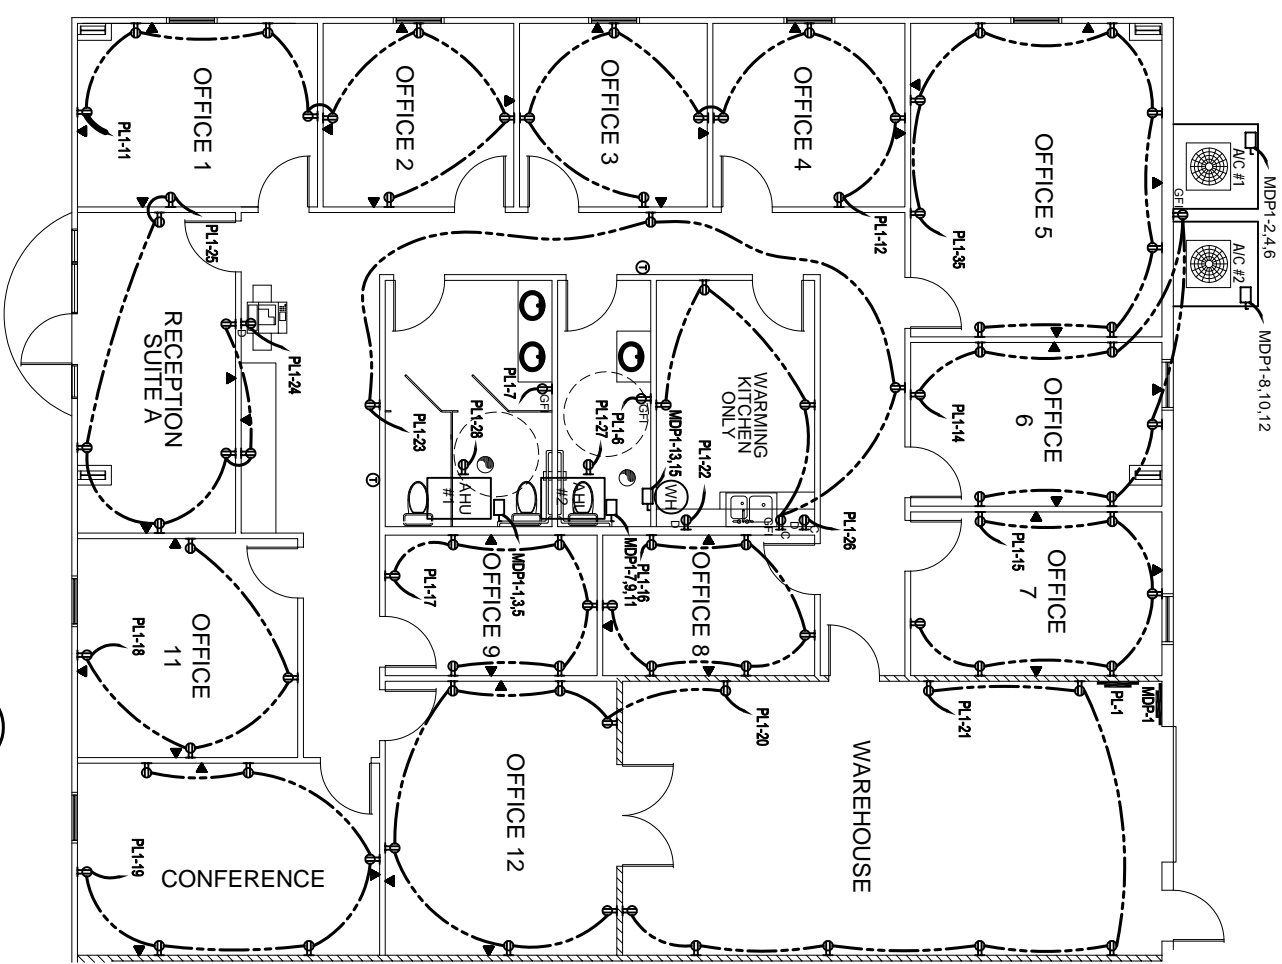 OFFICE 1
OFFICE 2
OFFICE 3
OFFICE 4
OFFICE 5
A/C #1
MDP1-2,4,6
GFI
A/C #2
MDP1-8,10,12
PL1-11
PL1-25
PL1-12
PL1-35
RECEPTION
SUITE A
D
PL1-24
PL1-23
PL1-7
GFI
PL1-28
AHU
#1
T
T
PL1-6
PL1-27
GFI
AHU
#2
WARMING
KITCHEN
ONLY
MDP1-13,15
WH
PL1-22
D
GFI
C
D
C
PL1-26
OFFICE
6
PL1-14
OFFICE
7
PL1-15
OFFICE 9
PL1-17
MDP1-1,3,5
MDP1-7,9,11
PL1-16
OFFICE 8
OFFICE
11
PL1-18
PL1-20
PL1-21
PL-1
MDP-1
OFFICE 12
WAREHOUSE
PL1-19
CONFERENCE